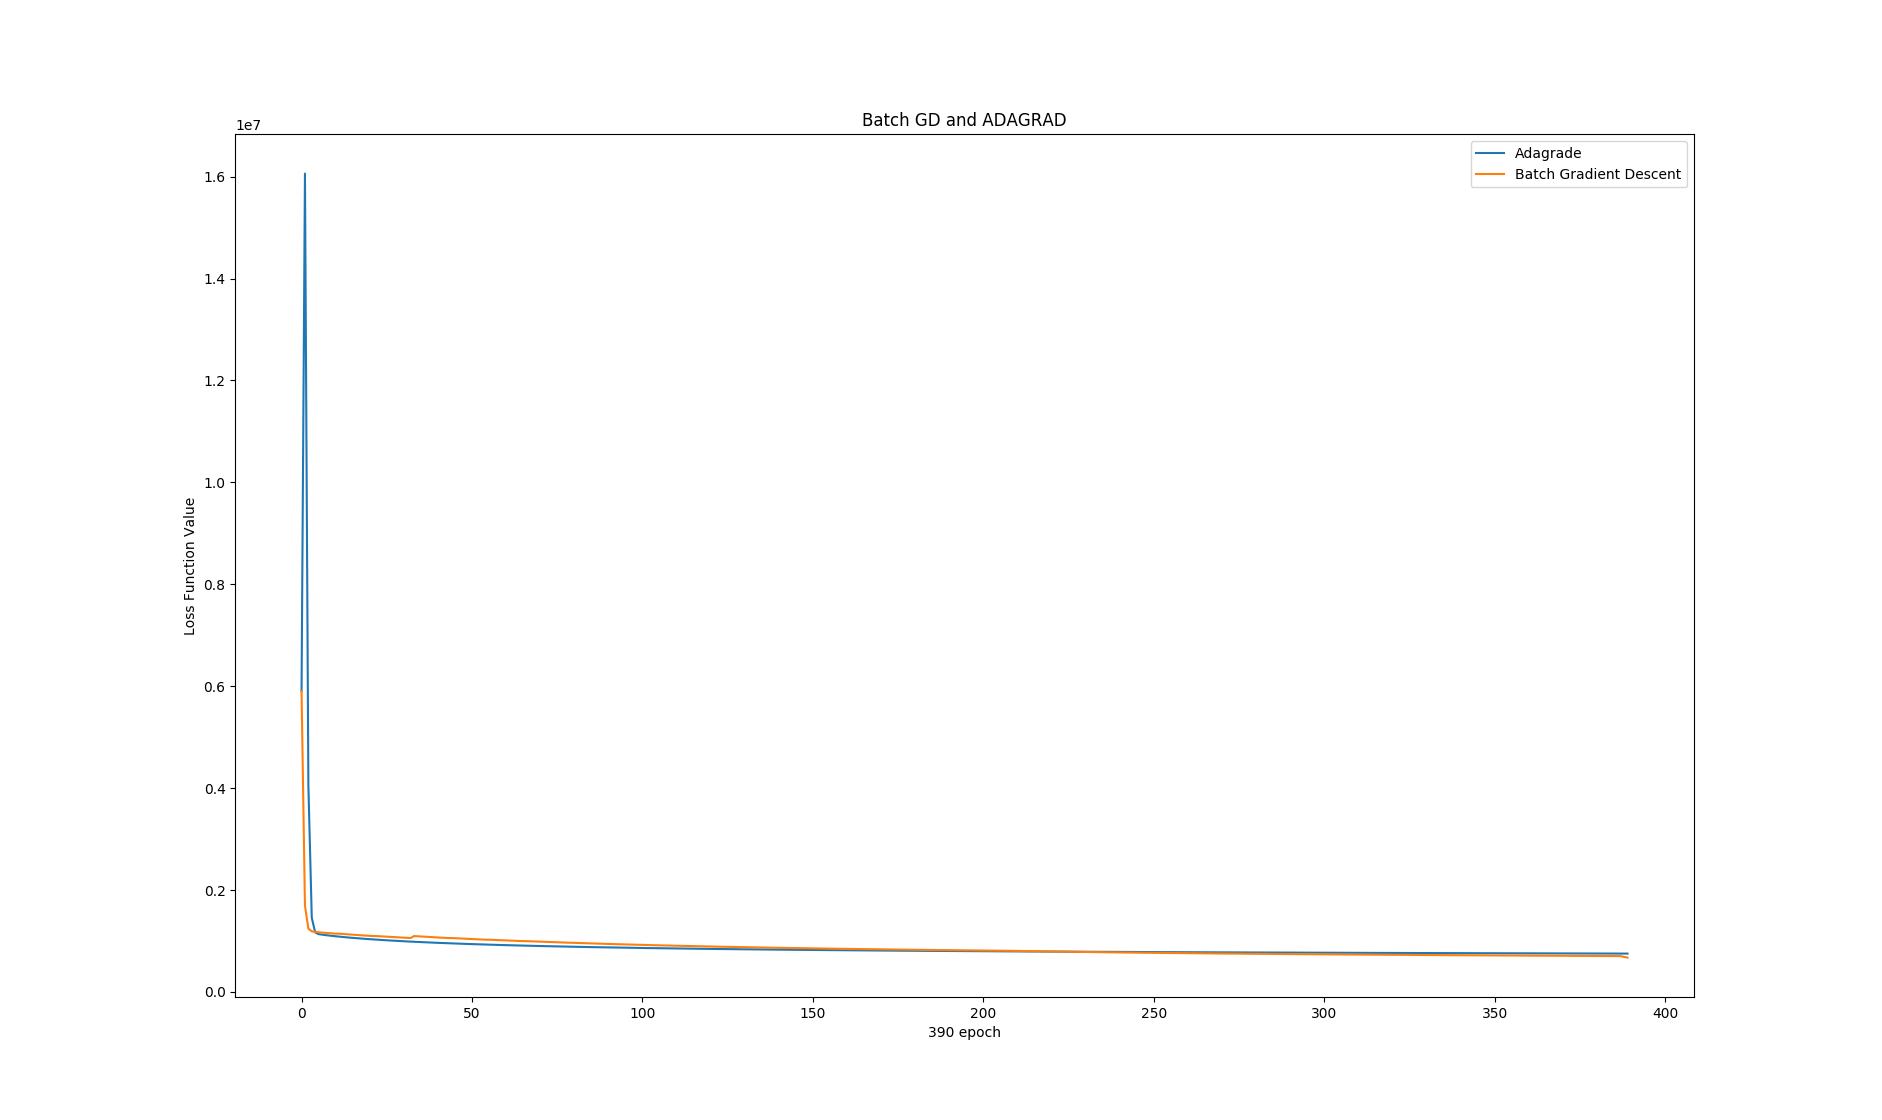 Batch GD and ADAGRAD
1e7
Adagrade
Batch Gradient Descent
1.6
1.4
1.2
1.0
0.8
0.6
0.4
0.2
0.0
Loss Function Value
0 50 100 150 200 250 300 350 400
390 epoch